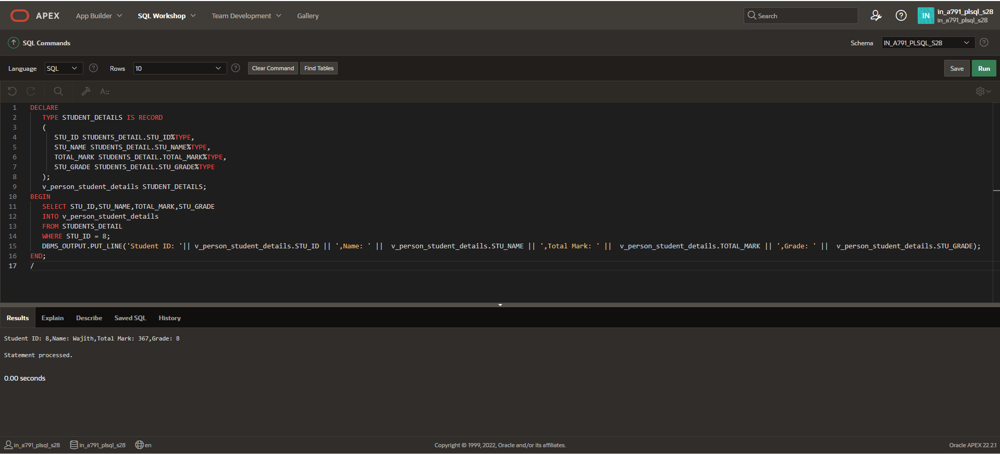 APEX App Builder SQL Workshop Team Development Gallery Search IN in_a791_plsql_s28
in_a791_plsql_s28
SQL Commands Schema IN_A791_PLSQL_S28
Language SQL Rows 10 Clear Command Find Tables Save Run
1 DECLARE
2 TYPE STUDENT_DETAILS IS RECORD
3 (
4 STU_ID STUDENTS_DETAIL.STU_ID%TYPE,
5 STU_NAME STUDENTS_DETAIL.STU_NAME%TYPE,
6 TOTAL_MARK STUDENTS_DETAIL.TOTAL_MARK%TYPE,
7 STU_GRADE STUDENTS_DETAIL.STU_GRADE%TYPE
8 );
9 v_person_student_details STUDENT_DETAILS;
10 BEGIN
11 SELECT STU_ID,STU_NAME,TOTAL_MARK,STU_GRADE
12 INTO v_person_student_details
13 FROM STUDENTS_DETAIL
14 WHERE STU_ID = 8;
15 DBMS_OUTPUT.PUT_LINE('Student ID: '|| v_person_student_details.STU_ID || ',Name: ' ||  v_person_student_details.STU_NAME || ',Total Mark: ' ||  v_person_student_details.TOTAL_MARK || ',Grade: ' ||  v_person_student_details.STU_GRADE);
16 END;
17 /
Results Explain Describe Saved SQL History
Student ID: 8,Name: Wajith,Total Mark: 367,Grade: B
Statement processed.
0.00 seconds
in_a791_plsql_s28 in_a791_plsql_s28 en Copyright © 1999, 2022, Oracle and/or its affiliates. Oracle APEX 22.2.1